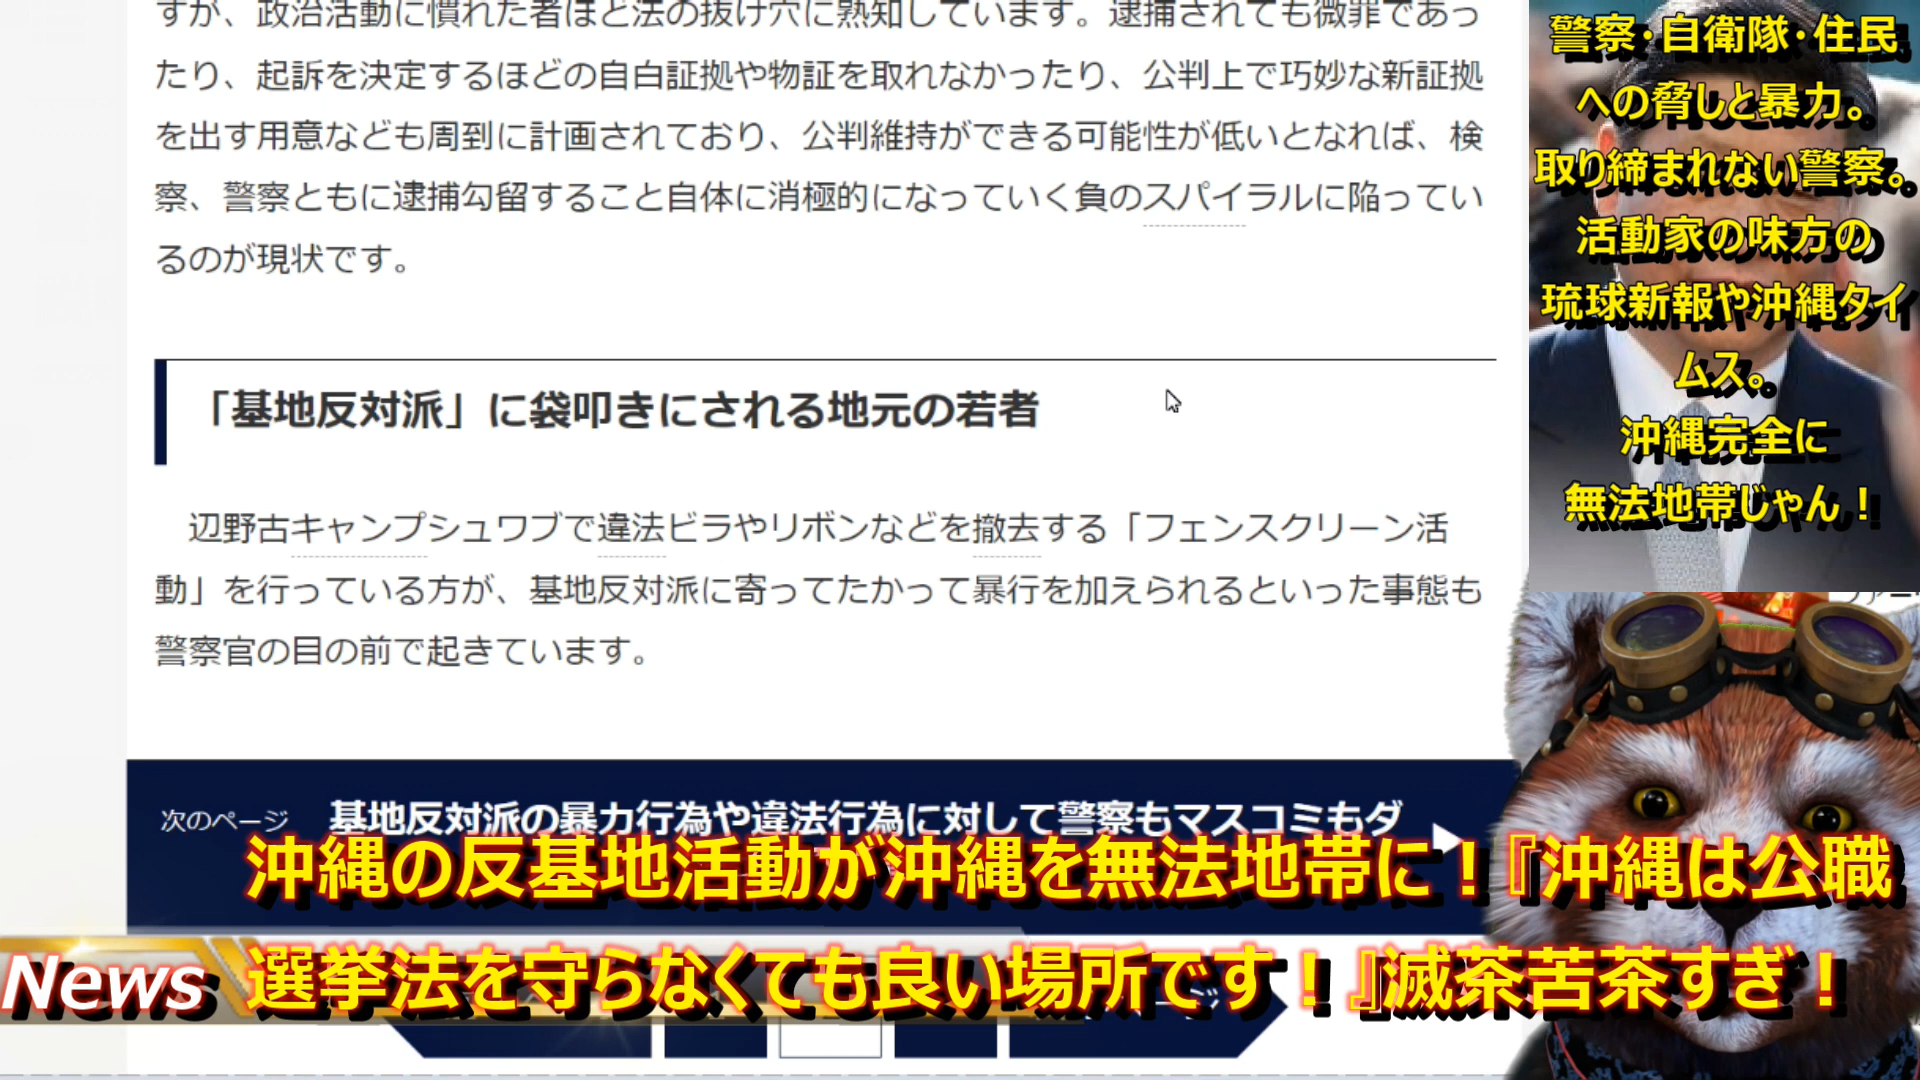 すが、政治活動に慣れた者ほど法の抜け穴に熟知しています。逮捕されても微罪であっ
たり、起訴を決定するほどの自白証拠や物証を取れなかったり、公判上で巧妙な新証拠
を出す用意なども周到に計画されており、公判維持ができる可能性が低いとなれば、検
察、警察ともに逮捕勾留すること自体に消極的になっていく負のスパイラルに陥ってい
るのが現状です。
「基地反対派」に袋叩きにされる地元の若者
辺野古キャンプシュワブで違法ビラやリボンなどを撤去する「フェンスクリーン活
動」を行っている方が、基地反対派に寄ってたかって暴行を加えられるといった事態も
警察官の目の前で起きています。
次のページ 基地反対派の暴力行為や違法行為に対して警察もマスコミもダ
警察・自衛隊・住民
への脅しと暴力。
取り締まれない警察。
活動家の味方の
琉球新報や沖縄タイ
ムス。
沖縄完全に
無法地帯じゃん！
沖縄の反基地活動が沖縄を無法地帯に！『沖縄は公職
選挙法を守らなくても良い場所です！』滅茶苦茶すぎ！
News